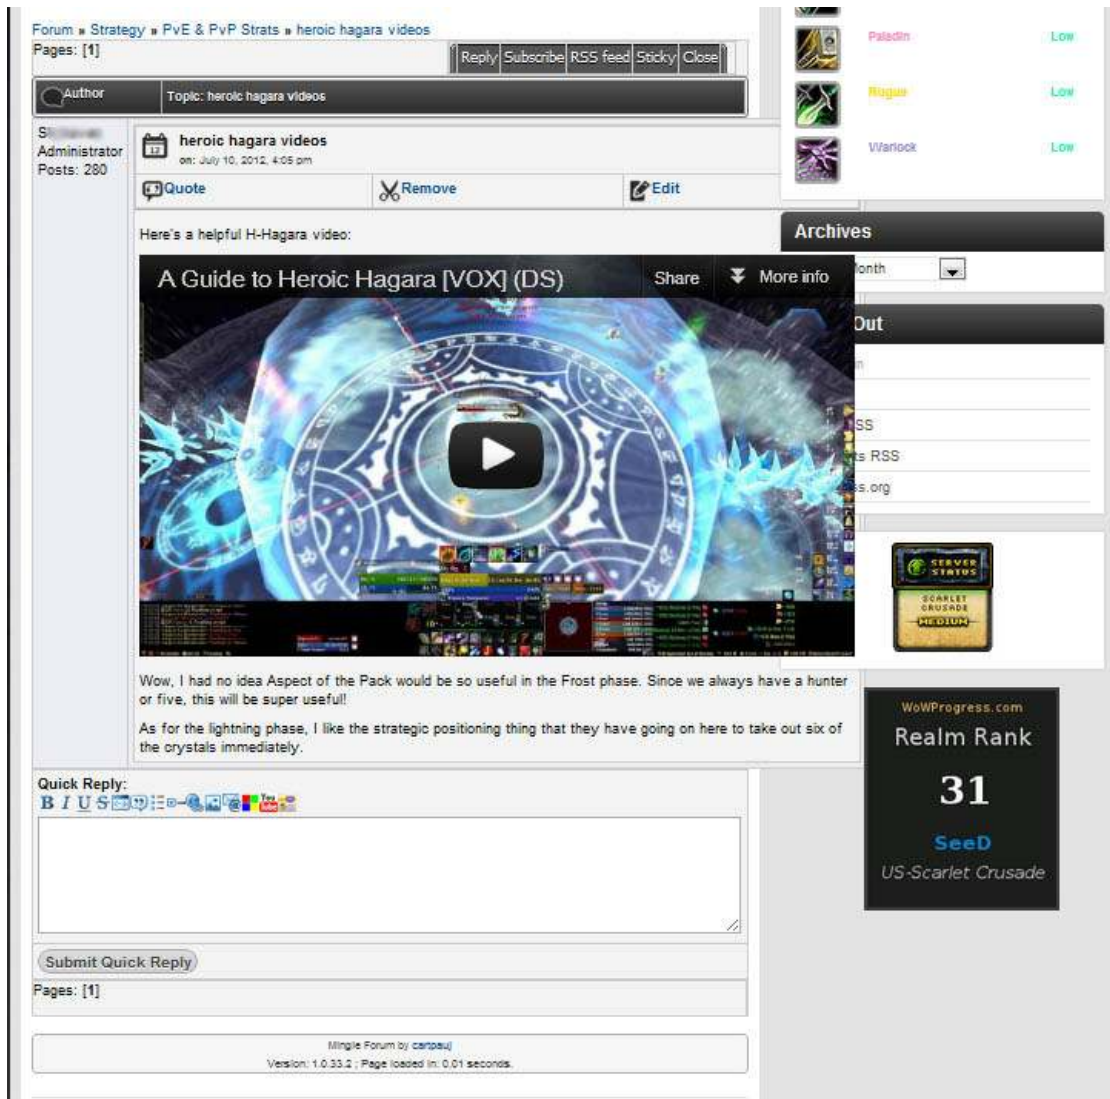 Forum » Strategy » PvE & PvP Strats » heroic hagara videos
Pages: [1]
Reply Subscribe RSS feed Sticky Close
Author Topic: heroic hagara videos
Administrator
Posts: 280
heroic hagara videos
on: July 10, 2012, 4:05 pm
Quote Remove Edit
Here's a helpful H-Hagara video:
A Guide to Heroic Hagara [VOX] (DS) Share More info
Wow, I had no idea Aspect of the Pack would be so useful in the Frost phase. Since we always have a hunter
or five, this will be super useful!
As for the lightning phase, I like the strategic positioning thing that they have going on here to take out six of
the crystals immediately.
Quick Reply:
B I U S
You
Tube
Submit Quick Reply
Pages: [1]
Mingle Forum by cartpauj
Version: 1.0.33.2 ; Page loaded in: 0.01 seconds.
Paladin Low
Rogue Low
Warlock Low
Archives
onth
Out
n
SS
ts RSS
ss.org
SERVER
STATUS
SCARLET
CRUSADE
MEDIUM
WoWProgress.com
Realm Rank
31
SeeD
US-Scarlet Crusade